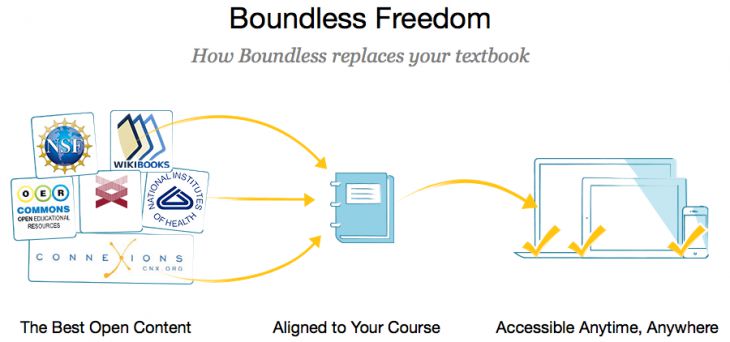 Boundless Freedom
How Boundless replaces your textbook
NSF
WIKIBOOKS
OER
COMMONS
OPEN EDUCATIONAL
RESOURCES
NATIONAL INSTITUTES
OF HEALTH
CONNEXIONS
CNX.ORG
The Best Open Content
Aligned to Your Course
Accessible Anytime, Anywhere